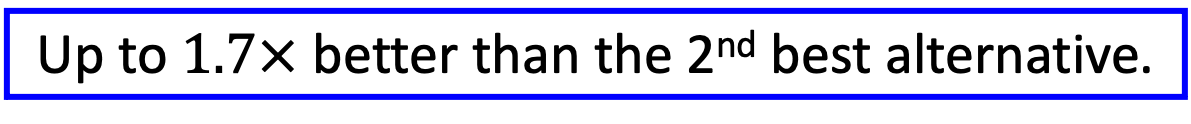 Up to 1.7× better than the 2nd best alternative.